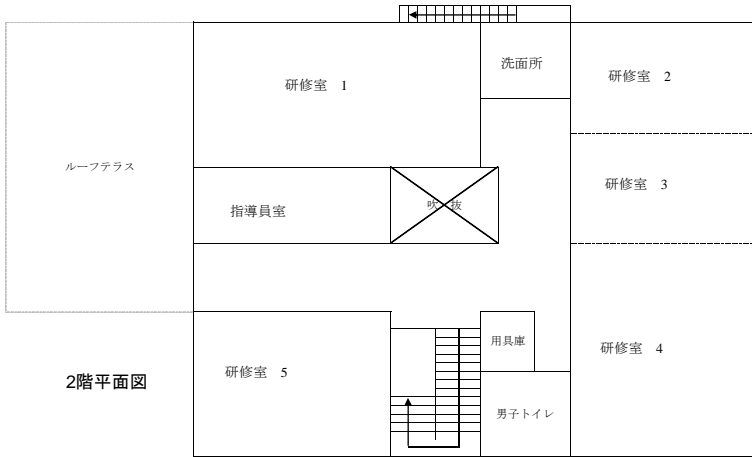 洗面所
研修室　1
研修室　2
ルーフテラス
研修室　3
指導員室
吹　抜
用具庫
研修室　4
研修室　5
2階平面図
男子トイレ